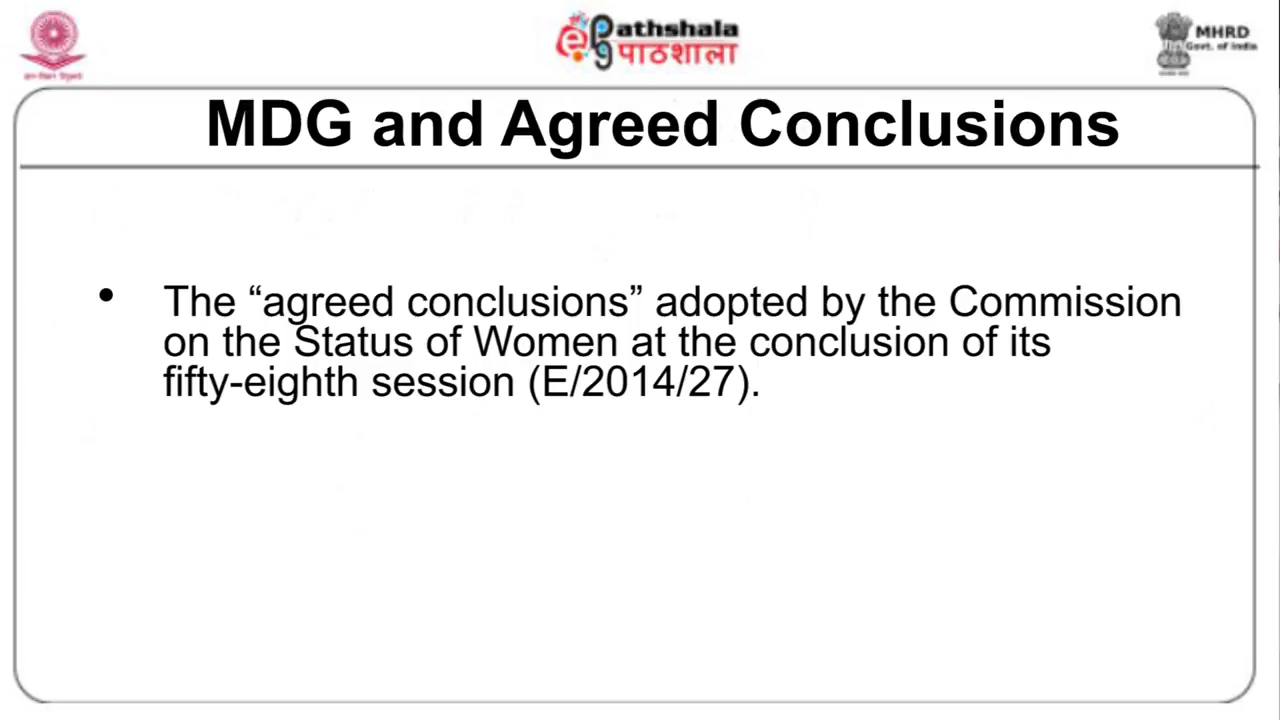 ePathshala
पाठशाला
MHRD
Govt. of India
MDG and Agreed Conclusions
• The “agreed conclusions” adopted by the Commission
on the Status of Women at the conclusion of its
fifty-eighth session (E/2014/27).